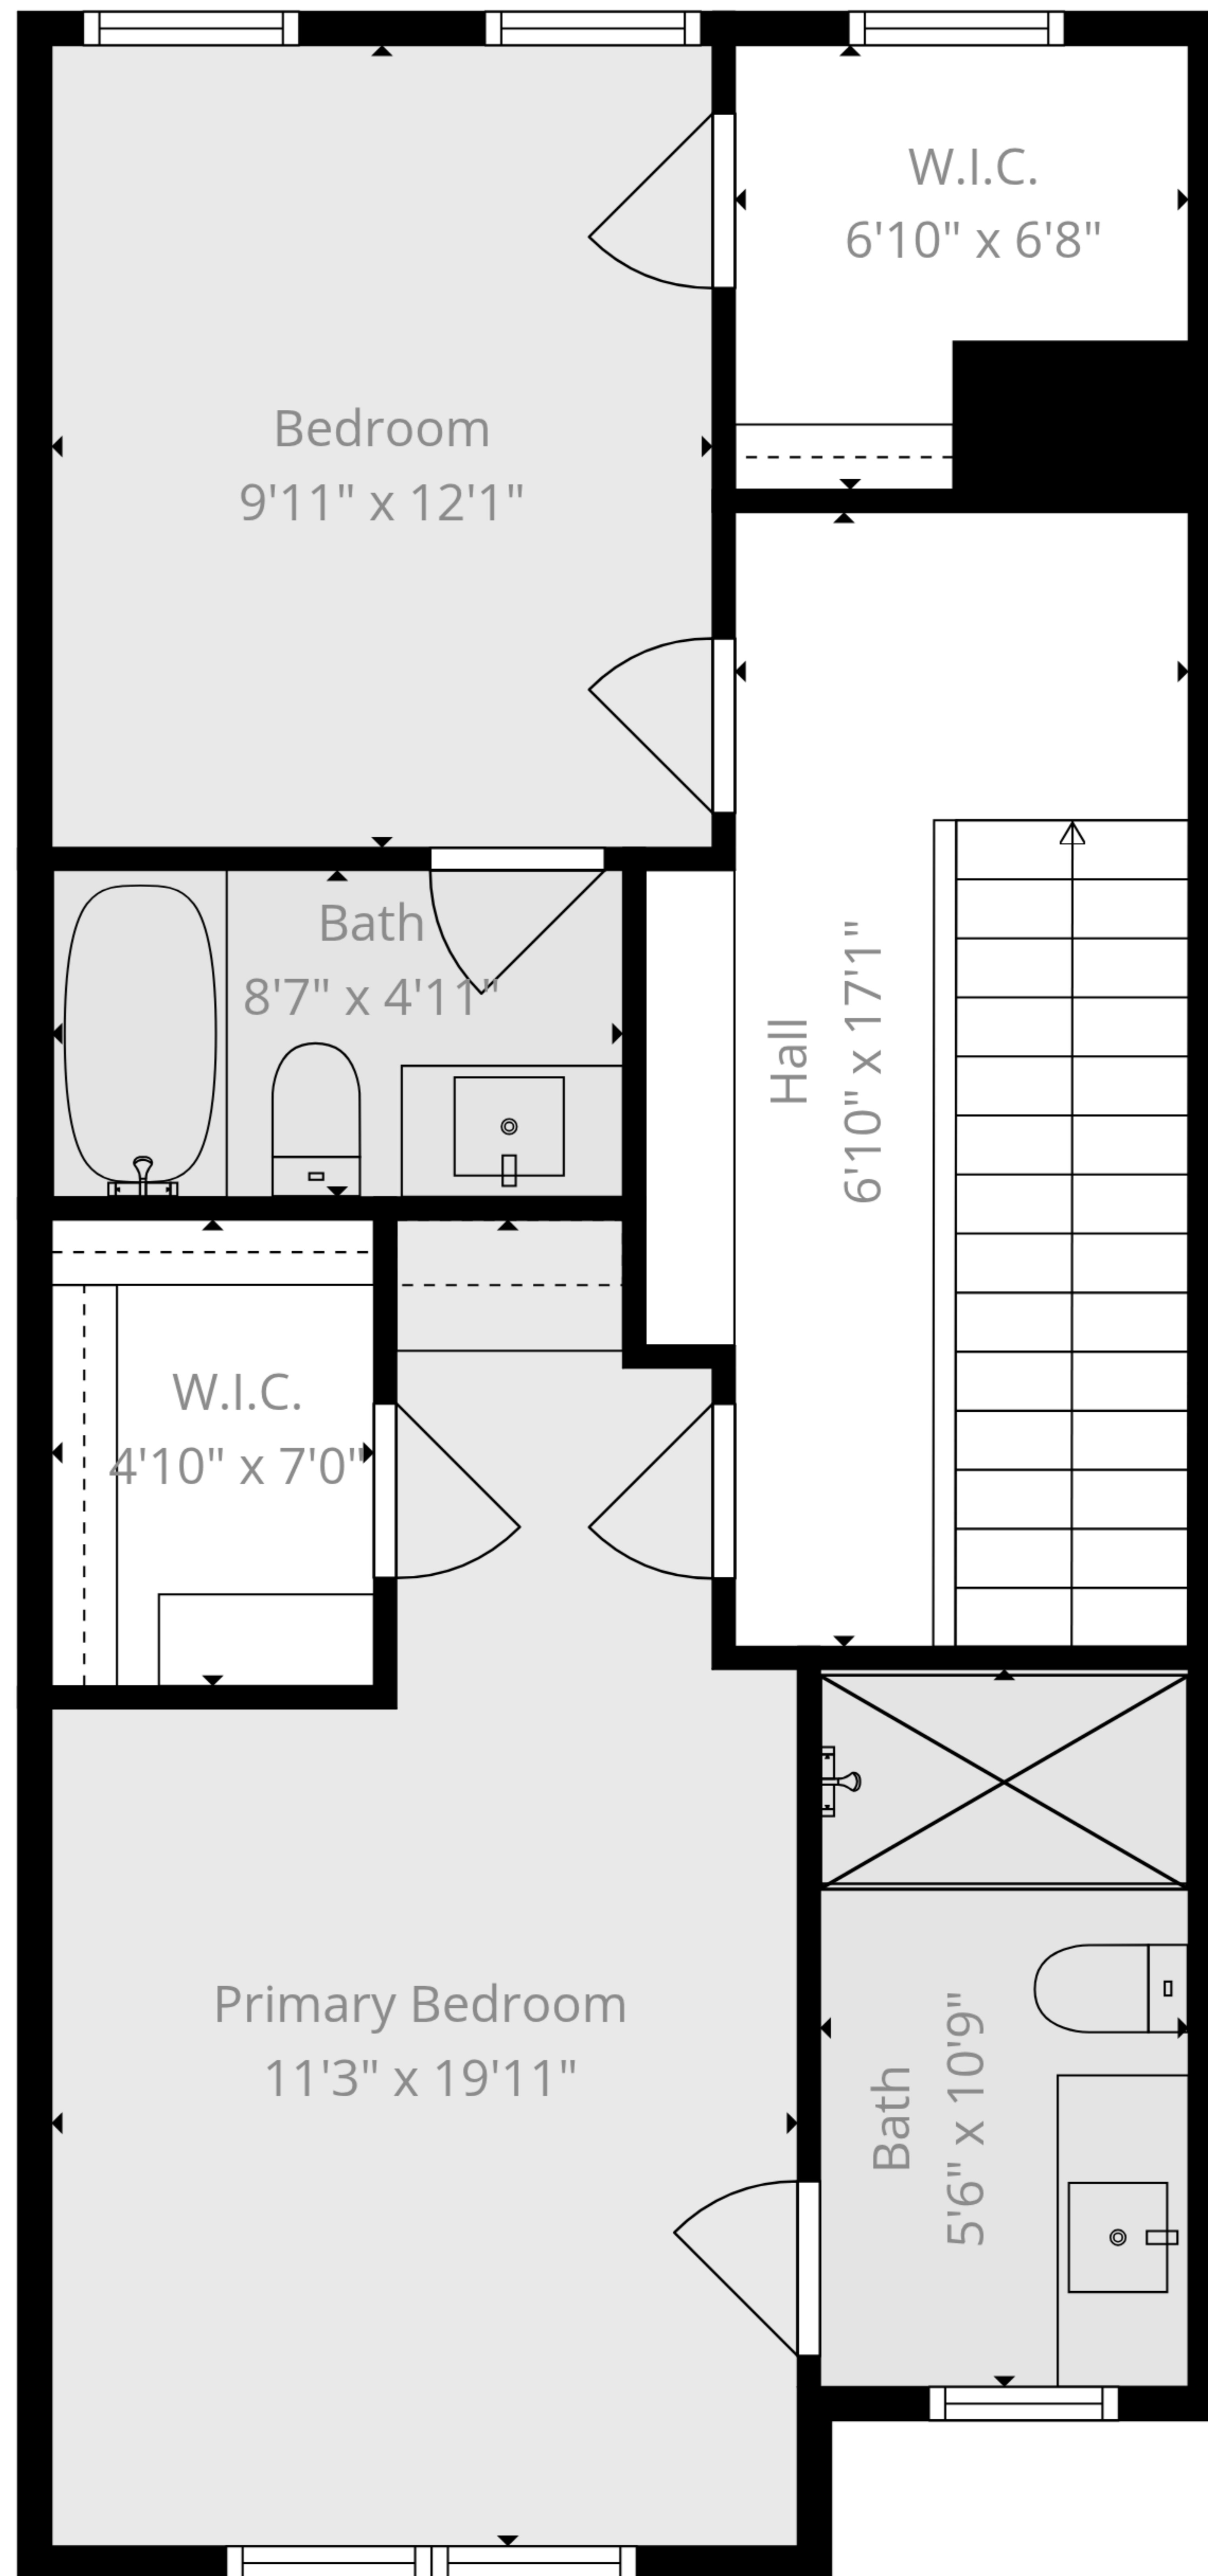 W.I.C.
6'10" x 6'8"
Bedroom
9'11" x 12'1"
Bath
8'7" x 4'11"
Hall
6'10" x 17'1"
W.I.C.
4'10" x 7'0"
Primary Bedroom
11'3" x 19'11"
Bath
5'6" x 10'9"